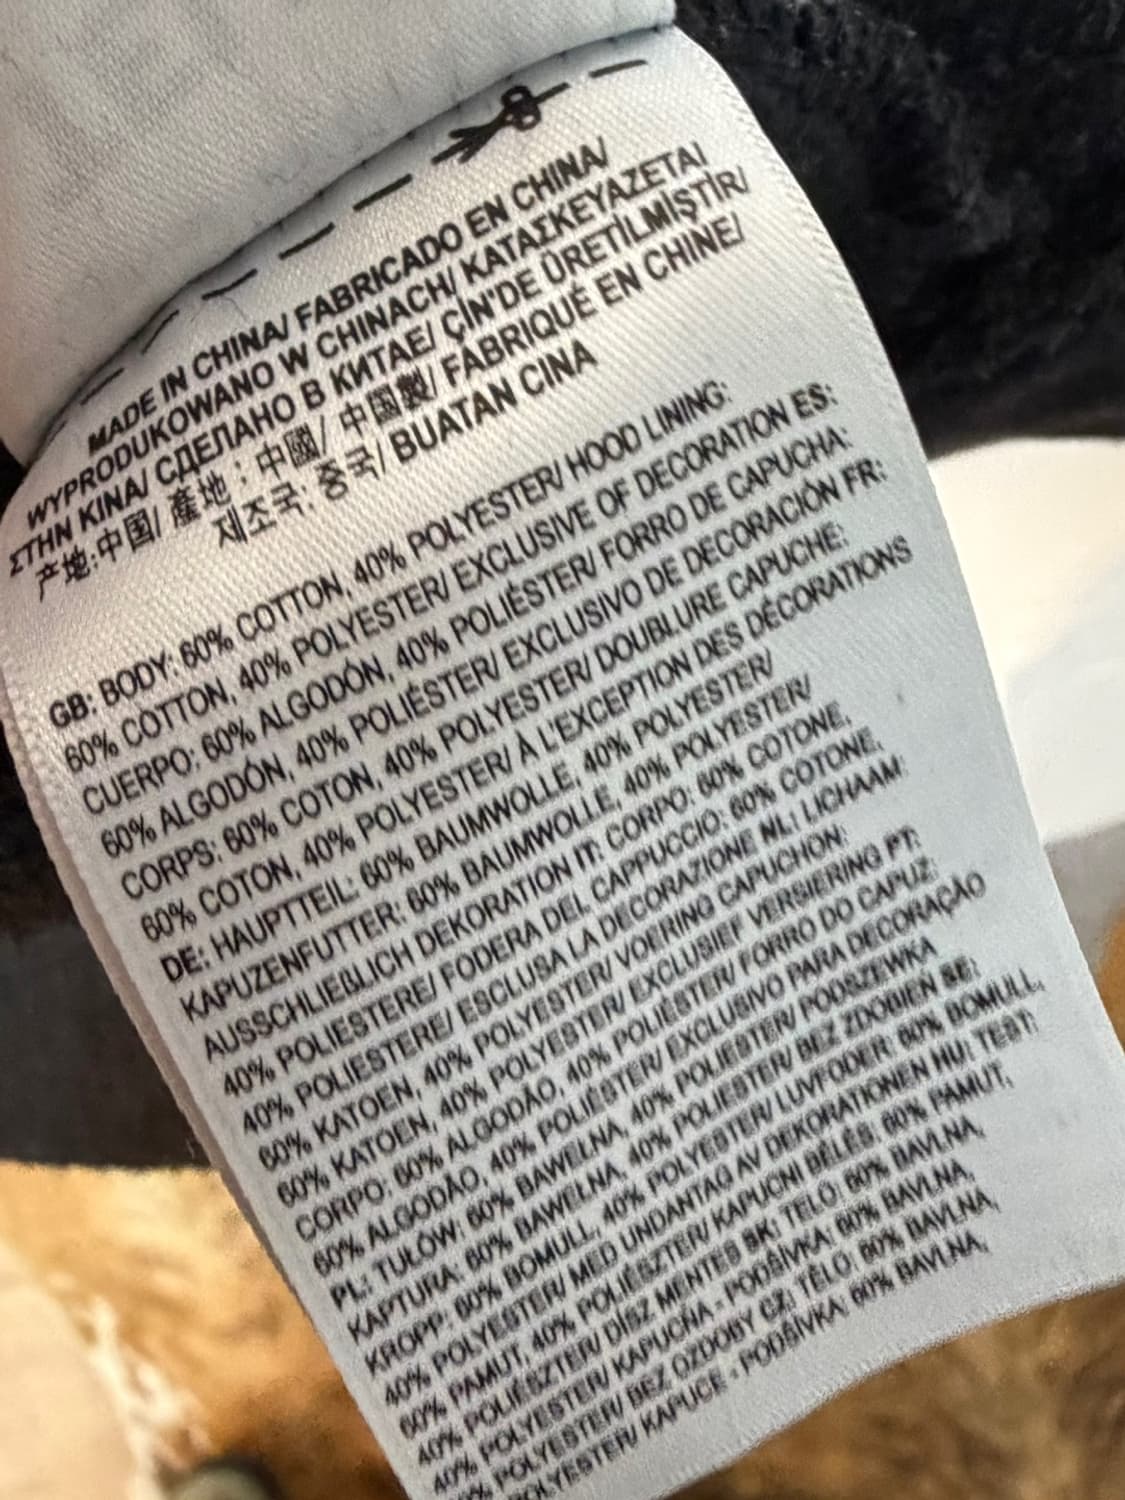 MADE IN CHINA/ FABRICADO EN CHINA/
WYPRODUKOWANO W CHINACH/ ΚΑΤΑΣΚΕΥΑΖΕΤΑΙ
ΣΤΗΝ ΚΙΝΑ/ СДЕЛАНО В КИТАЕ/ ÇİN'DE ÜRETİLMİŞTİR/
产地:中国/ 產地:中國/ 中国製/ FABRIQUÉ EN CHINE/
제조국: 중국/ BUATAN CINA
GB: BODY: 60% COTTON, 40% POLYESTER/ HOOD LINING:
60% COTTON, 40% POLYESTER/ EXCLUSIVE OF DECORATION ES:
CUERPO: 60% ALGODÓN, 40% POLIÉSTER/ FORRO DE CAPUCHA:
60% ALGODÓN, 40% POLIÉSTER/ EXCLUSIVO DE DECORACIÓN FR:
CORPS: 60% COTON, 40% POLYESTER/ DOUBLURE CAPUCHE:
60% COTON, 40% POLYESTER/ À L'EXCEPTION DES DÉCORATIONS
DE: HAUPTTEIL: 60% BAUMWOLLE, 40% POLYESTER/
KAPUZENFUTTER: 60% BAUMWOLLE, 40% POLYESTER/
AUSSCHLIEßLICH DEKORATION IT: CORPO: 60% COTONE,
40% POLIESTERE/ FODERA DEL CAPPUCCIO: 60% COTONE,
40% POLIESTERE/ ESCLUSA LA DECORAZIONE NL: LICHAAM:
60% KATOEN, 40% POLYESTER/ VOERING CAPUCHON:
60% KATOEN, 40% POLYESTER/ EXCLUSIEF VERSIERING PT:
CORPO: 60% ALGODÃO, 40% POLIÉSTER/ FORRO DO CAPUZ:
60% ALGODÃO, 40% POLIÉSTER/ EXCLUSIVO PARA DECORAÇÃO
PL: TUŁÓW: 60% BAWEŁNA, 40% POLIESTER/ PODSZEWKA
KAPTURA: 60% BAWEŁNA, 40% POLIESTER/ BEZ ZDOBIEŃ SE:
KROPP: 60% BOMULL, 40% POLYESTER/ LUVFODER: 60% BOMULL,
40% POLYESTER/ MED UNDANTAG AV DEKORATIONEN HU: TEST:
60% PAMUT, 40% POLIÉSZTER/ KAPUCNI BÉLÉS: 60% PAMUT,
40% POLIÉSZTER/ DÍSZ MENTES SK: TELO: 60% BAVLNA,
40% POLYESTER/ KAPUCŇA - PODŠÍVKA: 60% BAVLNA,
POLYESTER/ BEZ OZDOBY CZ: TĚLO: 60% BAVLNA,
POLYESTER/ KAPUCE - PODŠÍVKA: 60% BAVLNA,